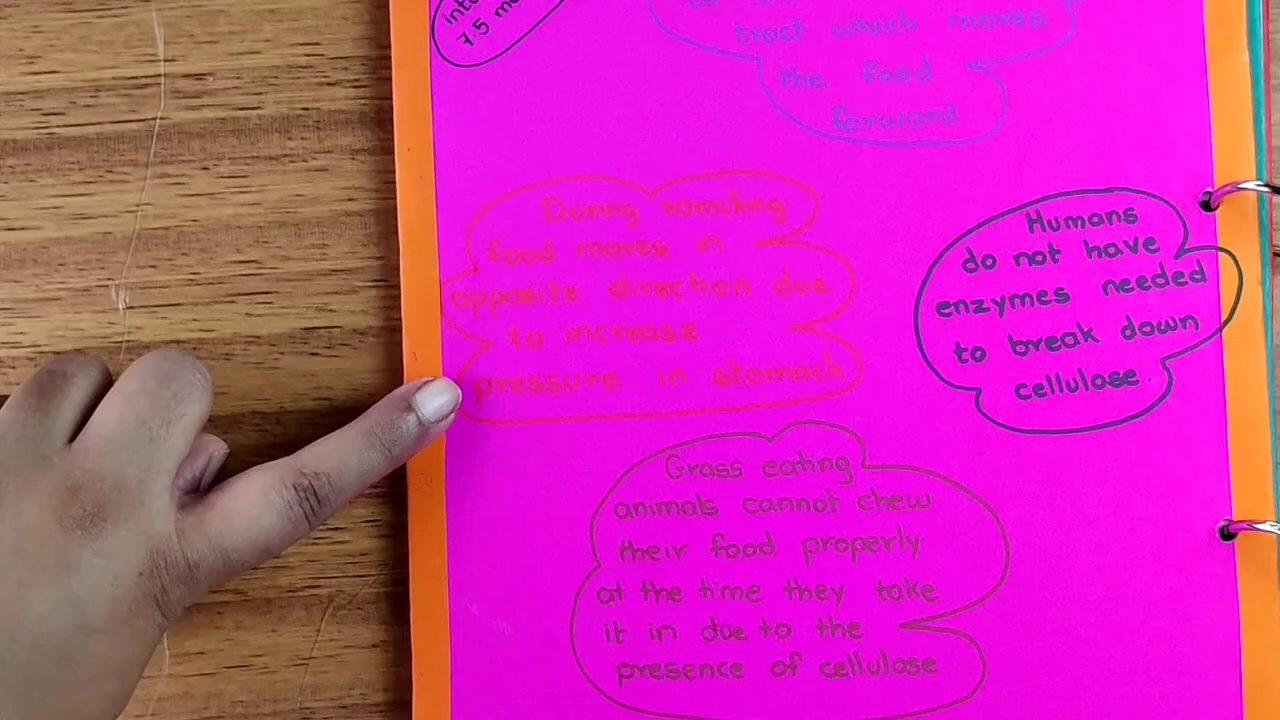 7.5 m
tract which moves
the food
forward
During vomiting
food moves in
opposite direction due
to increase
pressure in stomach
Humans
do not have
enzymes needed
to break down
cellulose.
Grass eating
animals cannot chew
their food properly
at the time they take
it in due to the
presence of cellulose